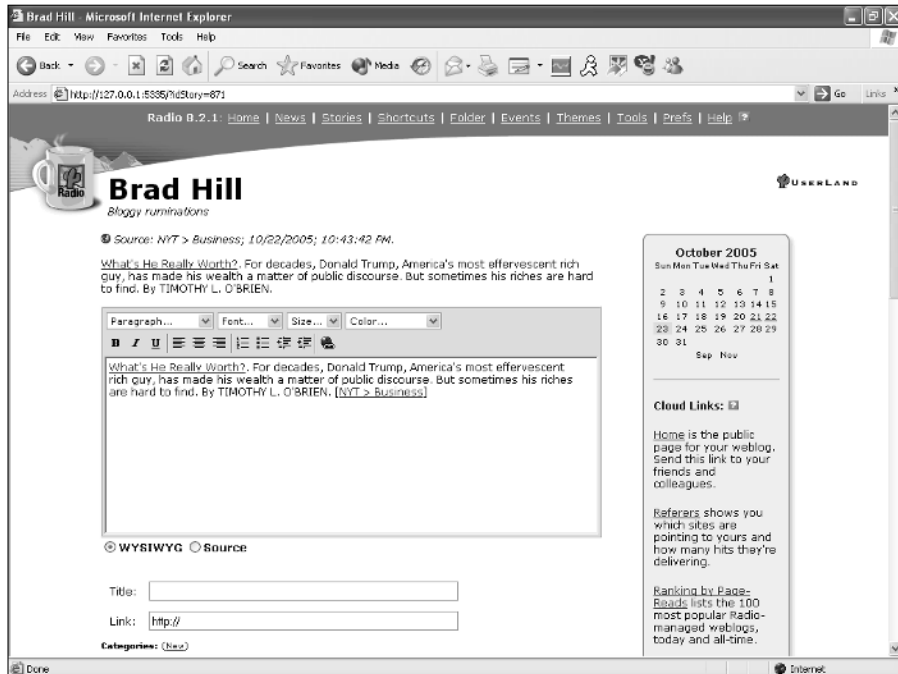 Brad Hill - Microsoft Internet Explorer
File Edit View Favorites Tools Help
Back Search Favorites Media
Address http://127.0.0.1:5335/?idStory=871 Go Links
Radio 8.2.1: Home | News | Stories | Shortcuts | Folder | Events | Themes | Tools | Prefs | Help ?
Radio
Brad Hill
Bloggy ruminations
USERLAND
Source: NYT > Business; 10/22/2005; 10:43:42 PM.
What's He Really Worth?. For decades, Donald Trump, America's most effervescent rich
guy, has made his wealth a matter of public discourse. But sometimes his riches are hard
to find. By TIMOTHY L. O'BRIEN.
Paragraph... Font... Size... Color...
B I U
What's He Really Worth?. For decades, Donald Trump, America's most effervescent
rich guy, has made his wealth a matter of public discourse. But sometimes his riches
are hard to find. By TIMOTHY L. O'BRIEN. [NYT > Business]
WYSIWYG Source
Title:
Link: http://
Categories: (New)
October 2005
Sun Mon Tue Wed Thu Fri Sat
1
2 3 4 5 6 7 8
9 10 11 12 13 14 15
16 17 18 19 20 21 22
23 24 25 26 27 28 29
30 31
Sep Nov
Cloud Links: ?
Home is the public
page for your weblog.
Send this link to your
friends and
colleagues.
Referers shows you
which sites are
pointing to yours and
how many hits they're
delivering.
Ranking by Page-
Reads lists the 100
most popular Radio-
managed weblogs,
today and all-time.
Done Internet